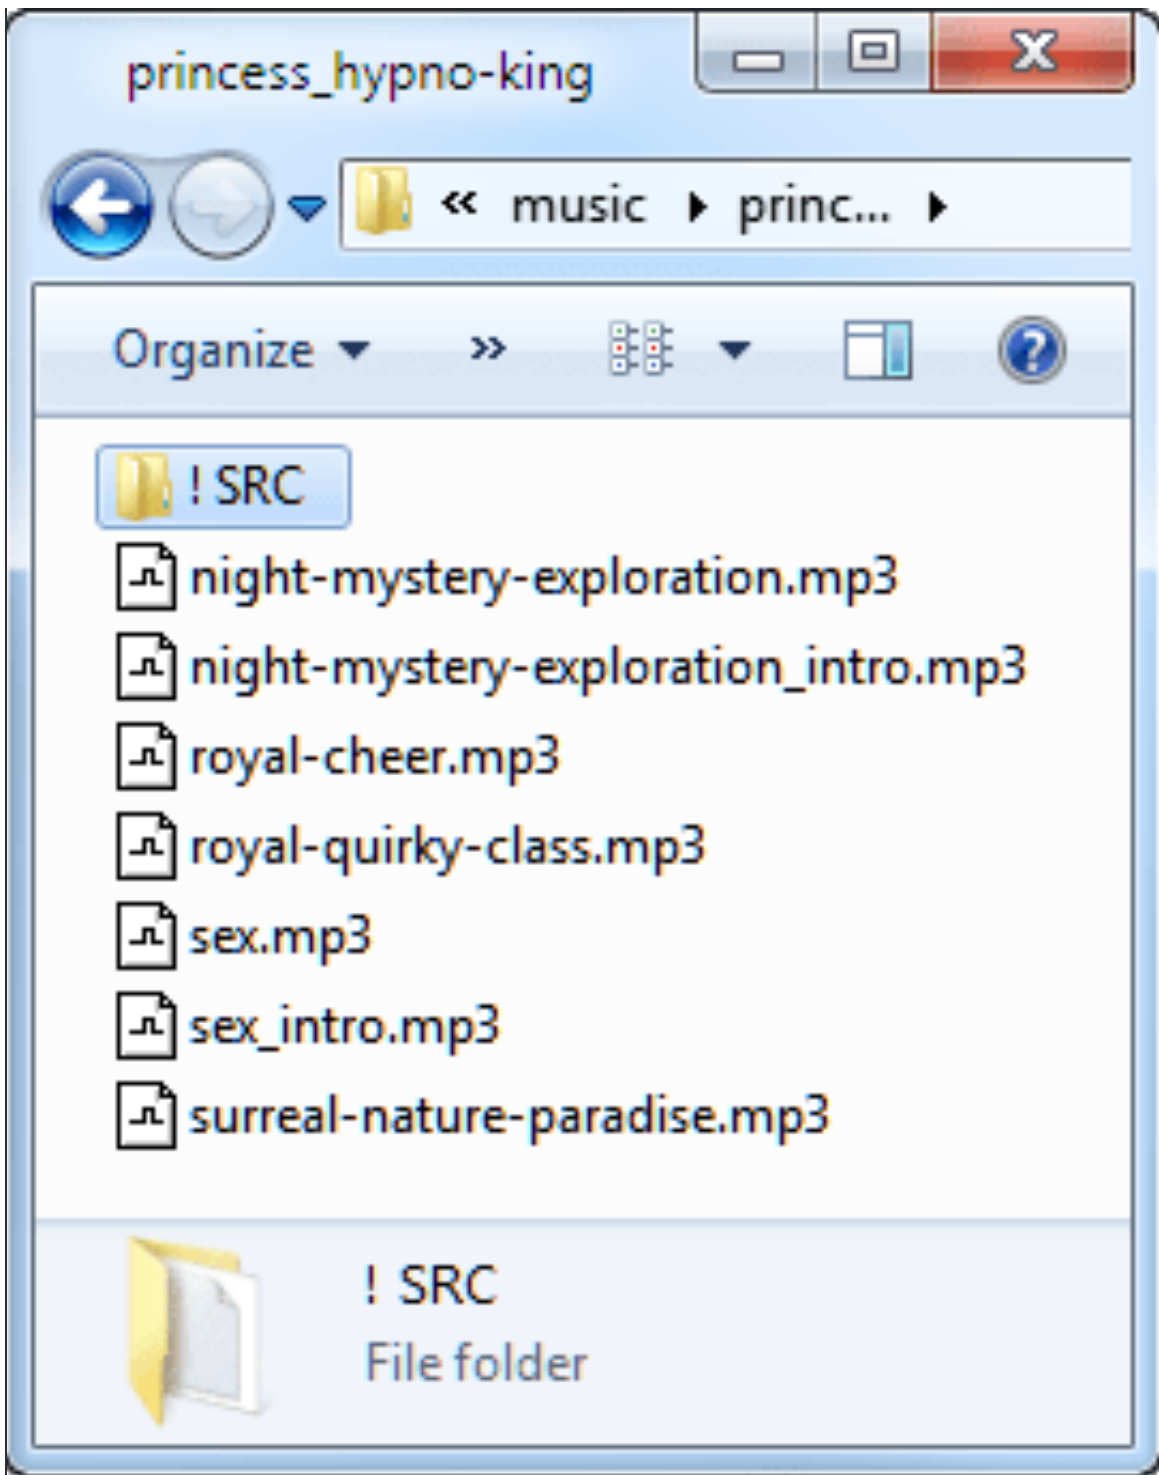 princess_hypno-king
« music ▸ princ... ▸
Organize »
! SRC
night-mystery-exploration.mp3
night-mystery-exploration_intro.mp3
royal-cheer.mp3
royal-quirky-class.mp3
sex.mp3
sex_intro.mp3
surreal-nature-paradise.mp3
! SRC
File folder